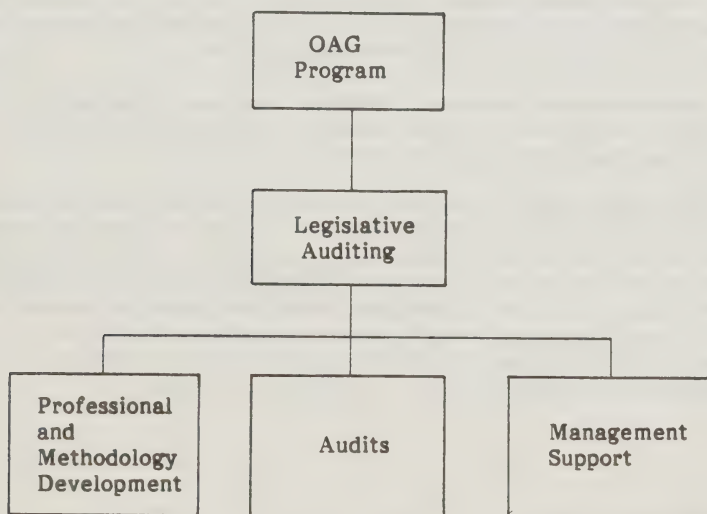 OAG
Program
Legislative
Auditing
Professional
and
Methodology
Development
Audits
Management
Support